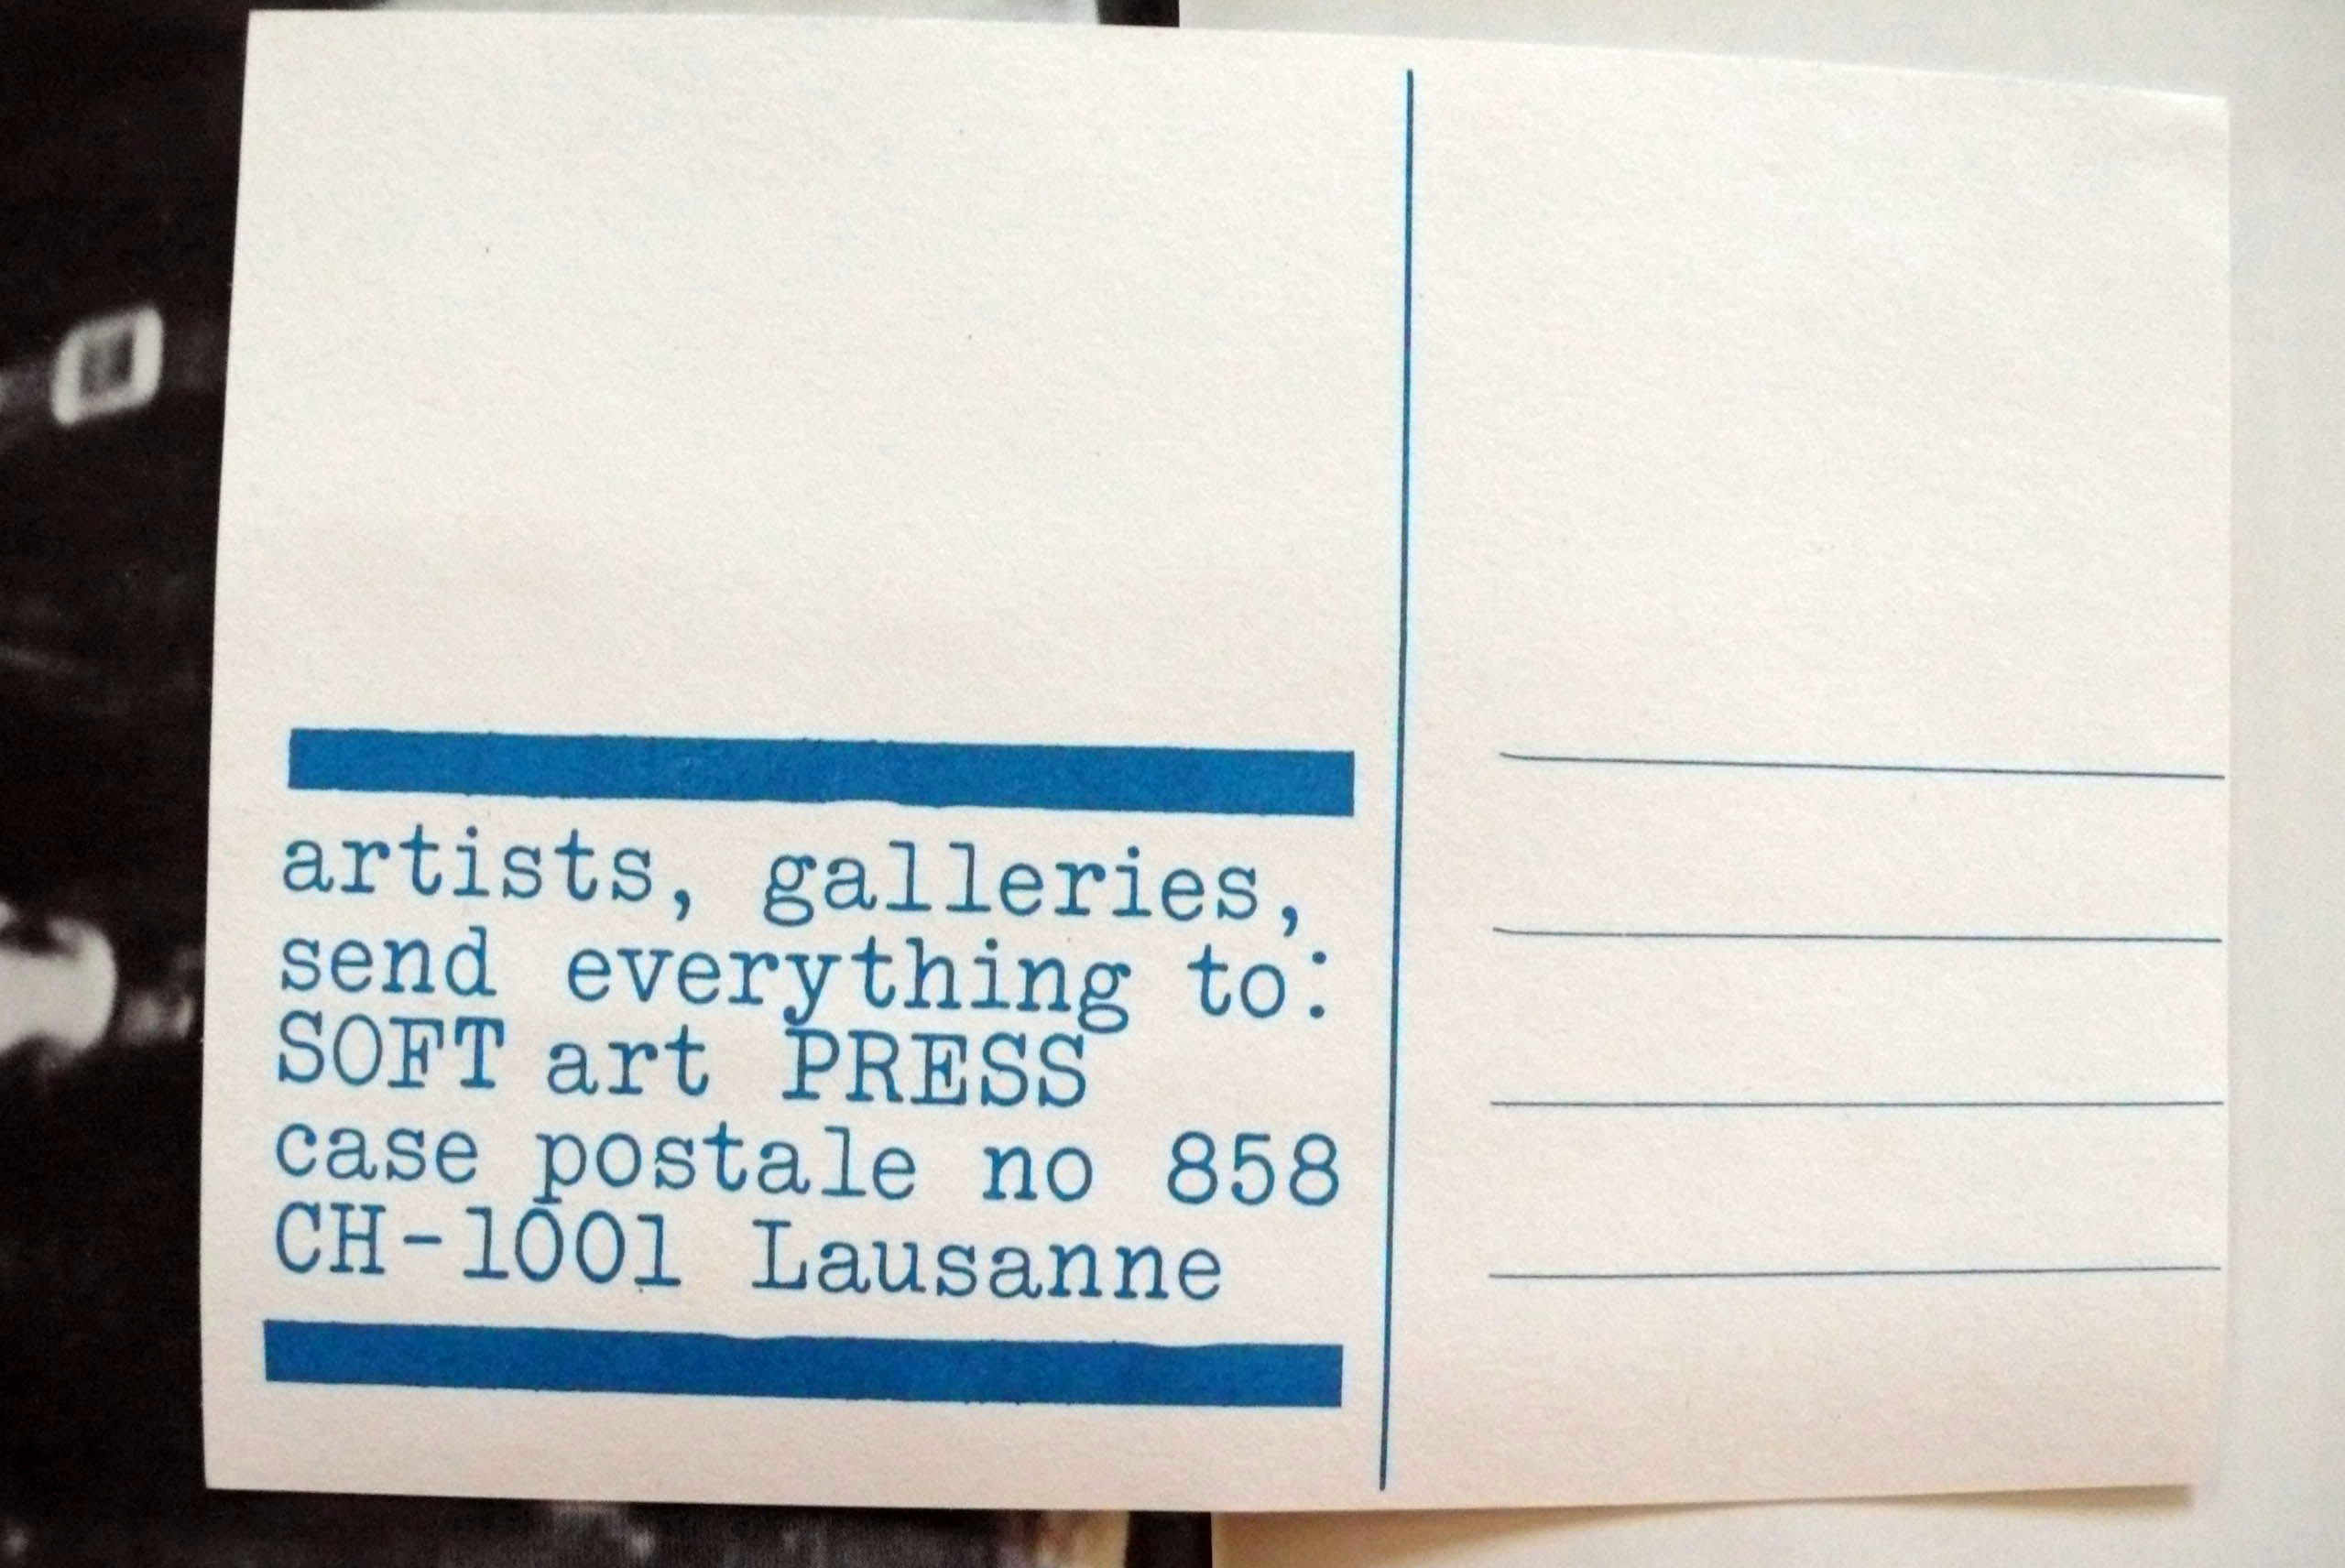 artists, galleries,
send everything to:
SOFT art PRESS
case postale no 858
CH-1001 Lausanne